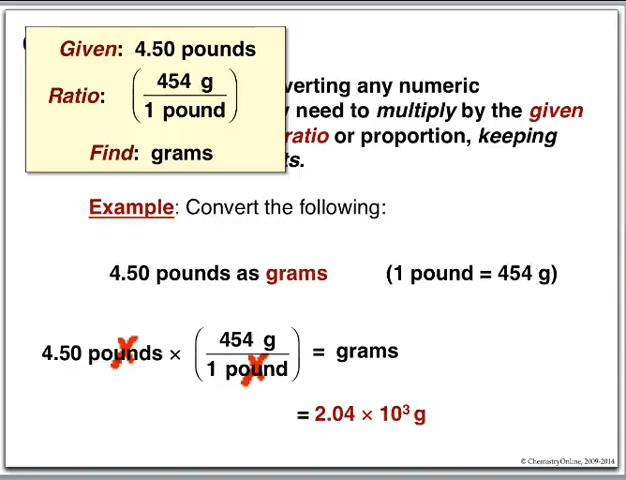 Given: 4.50 pounds
Ratio: (454 g / 1 pound)
Find: grams
verting any numeric
need to multiply by the given
ratio or proportion, keeping
Example: Convert the following:
4.50 pounds as grams (1 pound = 454 g)
4.50 pounds × (454 g / 1 pound) = grams
= 2.04 × 10³ g
© ChemistryOnline, 2009-2014